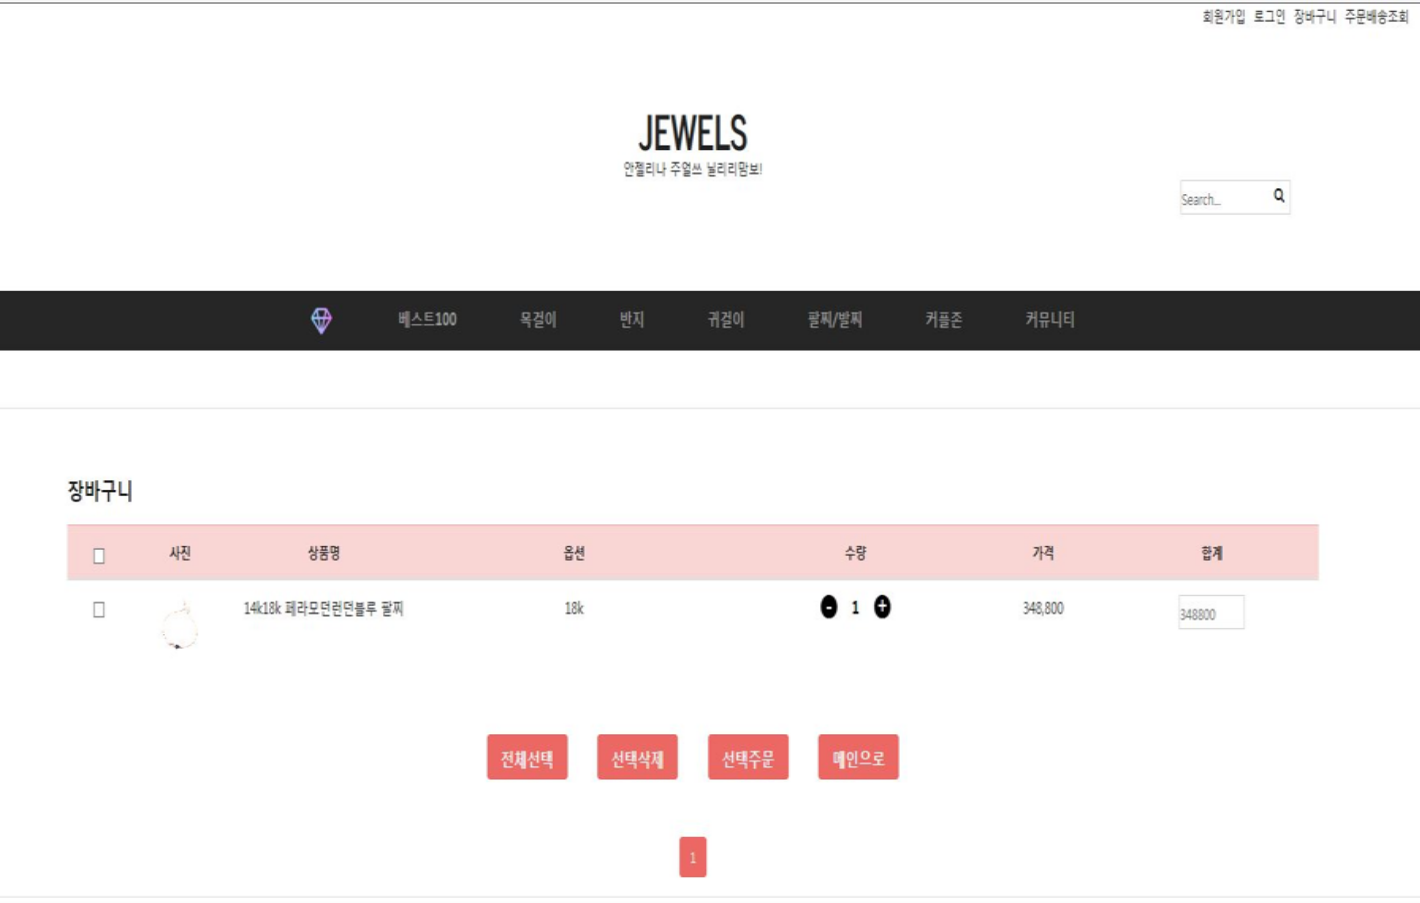 회원가입 로그인 장바구니 주문배송조회
JEWELS
안젤리나 주얼쓰 닐리리맘보!
Search...
베스트100 목걸이 반지 귀걸이 팔찌/발찌 커플존 커뮤니티
장바구니
사진 상품명 옵션 수량 가격 합계
14k18k 페라모던런던블루 팔찌 18k - 1 + 348,800 348800
전체선택 선택삭제 선택주문 메인으로
1